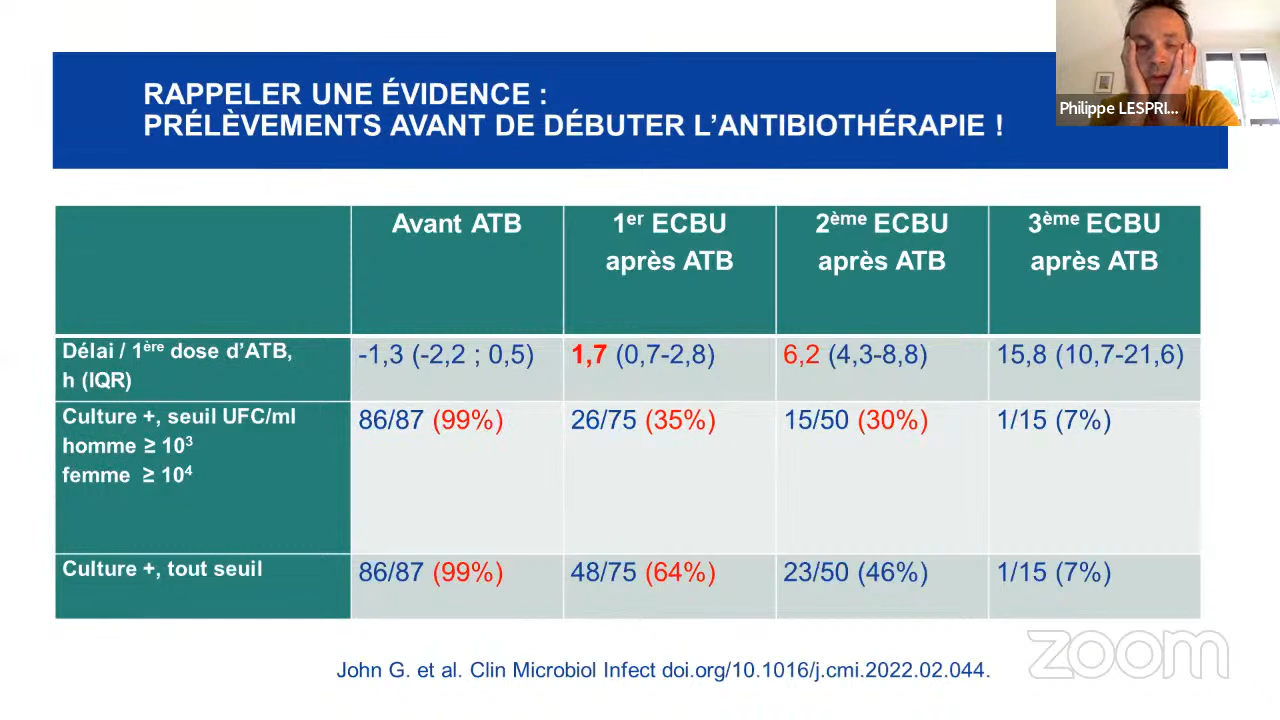 RAPPELER UNE ÉVIDENCE :
PRÉLÈVEMENTS AVANT DE DÉBUTER L'ANTIBIOTHÉRAPIE !
Philippe LESPRI...
Avant ATB
1er ECBU
après ATB
2ème ECBU
après ATB
3ème ECBU
après ATB
Délai / 1ère dose d'ATB,
h (IQR)
-1,3 (-2,2 ; 0,5)
1,7 (0,7-2,8)
6,2 (4,3-8,8)
15,8 (10,7-21,6)
Culture +, seuil UFC/ml
homme ≥ 10³
femme ≥ 10⁴
86/87 (99%)
26/75 (35%)
15/50 (30%)
1/15 (7%)
Culture +, tout seuil
86/87 (99%)
48/75 (64%)
23/50 (46%)
1/15 (7%)
zoom
John G. et al. Clin Microbiol Infect doi.org/10.1016/j.cmi.2022.02.044.